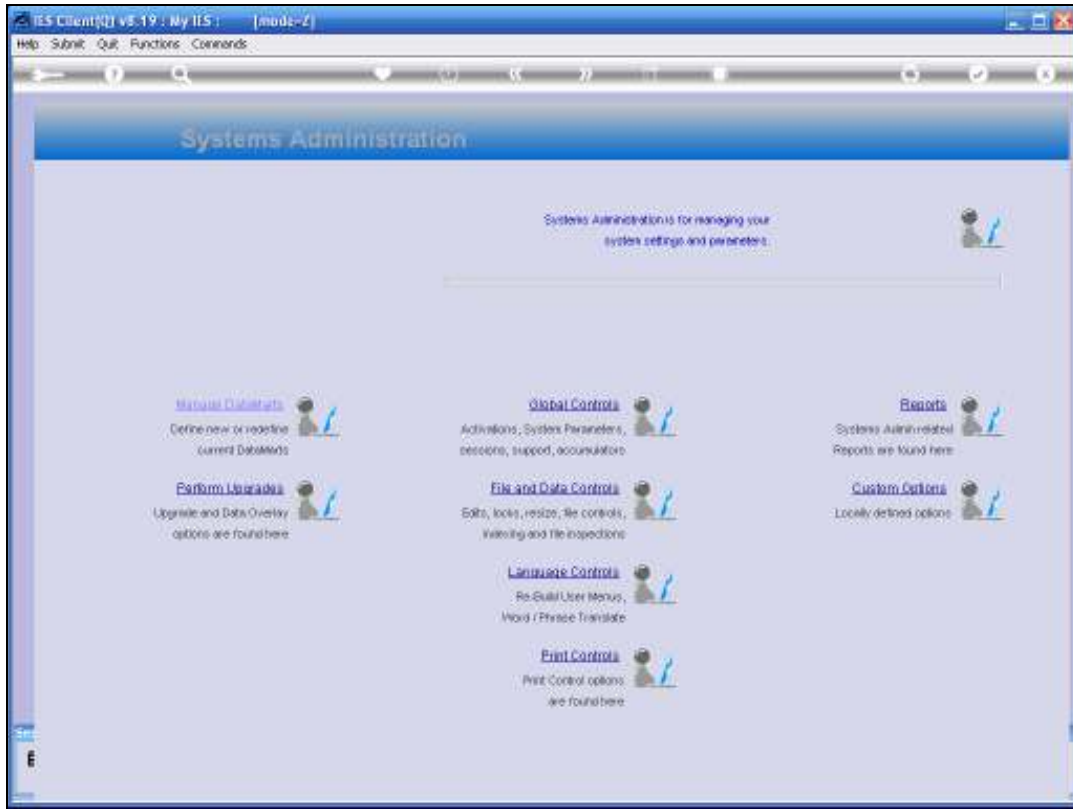 IES Client(Q) v8.19 : My IES : [mode=Z]
Help Submit Quit Functions Commands
Systems Administration
Systems Administration is for managing your
system settings and parameters.
Manage DataMarts
Define new or redefine
current DataMarts
Perform Upgrades
Upgrade and Data Overlay
options are found here
Global Controls
Activations, System Parameters,
sessions, support, accumulators
File and Data Controls
Edits, locks, resize, file controls,
indexing and file inspections
Language Controls
Re-Build User Menus,
Word / Phrase Translate
Print Controls
Print Control options
are found here
Reports
Systems Admin related
Reports are found here
Custom Options
Locally defined options